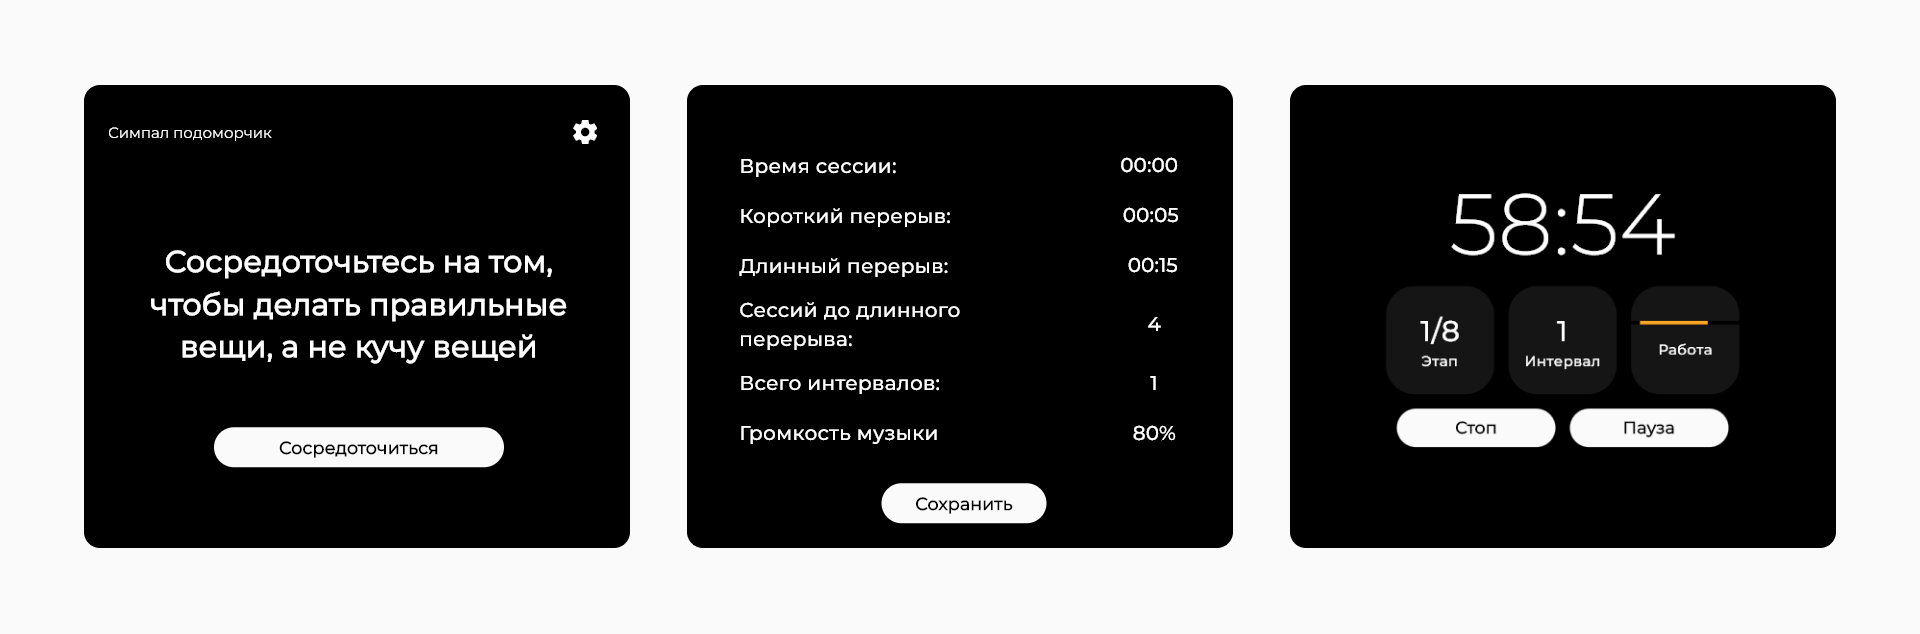 Симпал подоморчик
Сосредоточьтесь на том,
чтобы делать правильные
вещи, а не кучу вещей
Сосредоточиться
Время сессии: 00:00
Короткий перерыв: 00:05
Длинный перерыв: 00:15
Сессий до длинного
перерыва: 4
Всего интервалов: 1
Громкость музыки 80%
Сохранить
58:54
1/8
Этап
1
Интервал
Работа
Стоп
Пауза